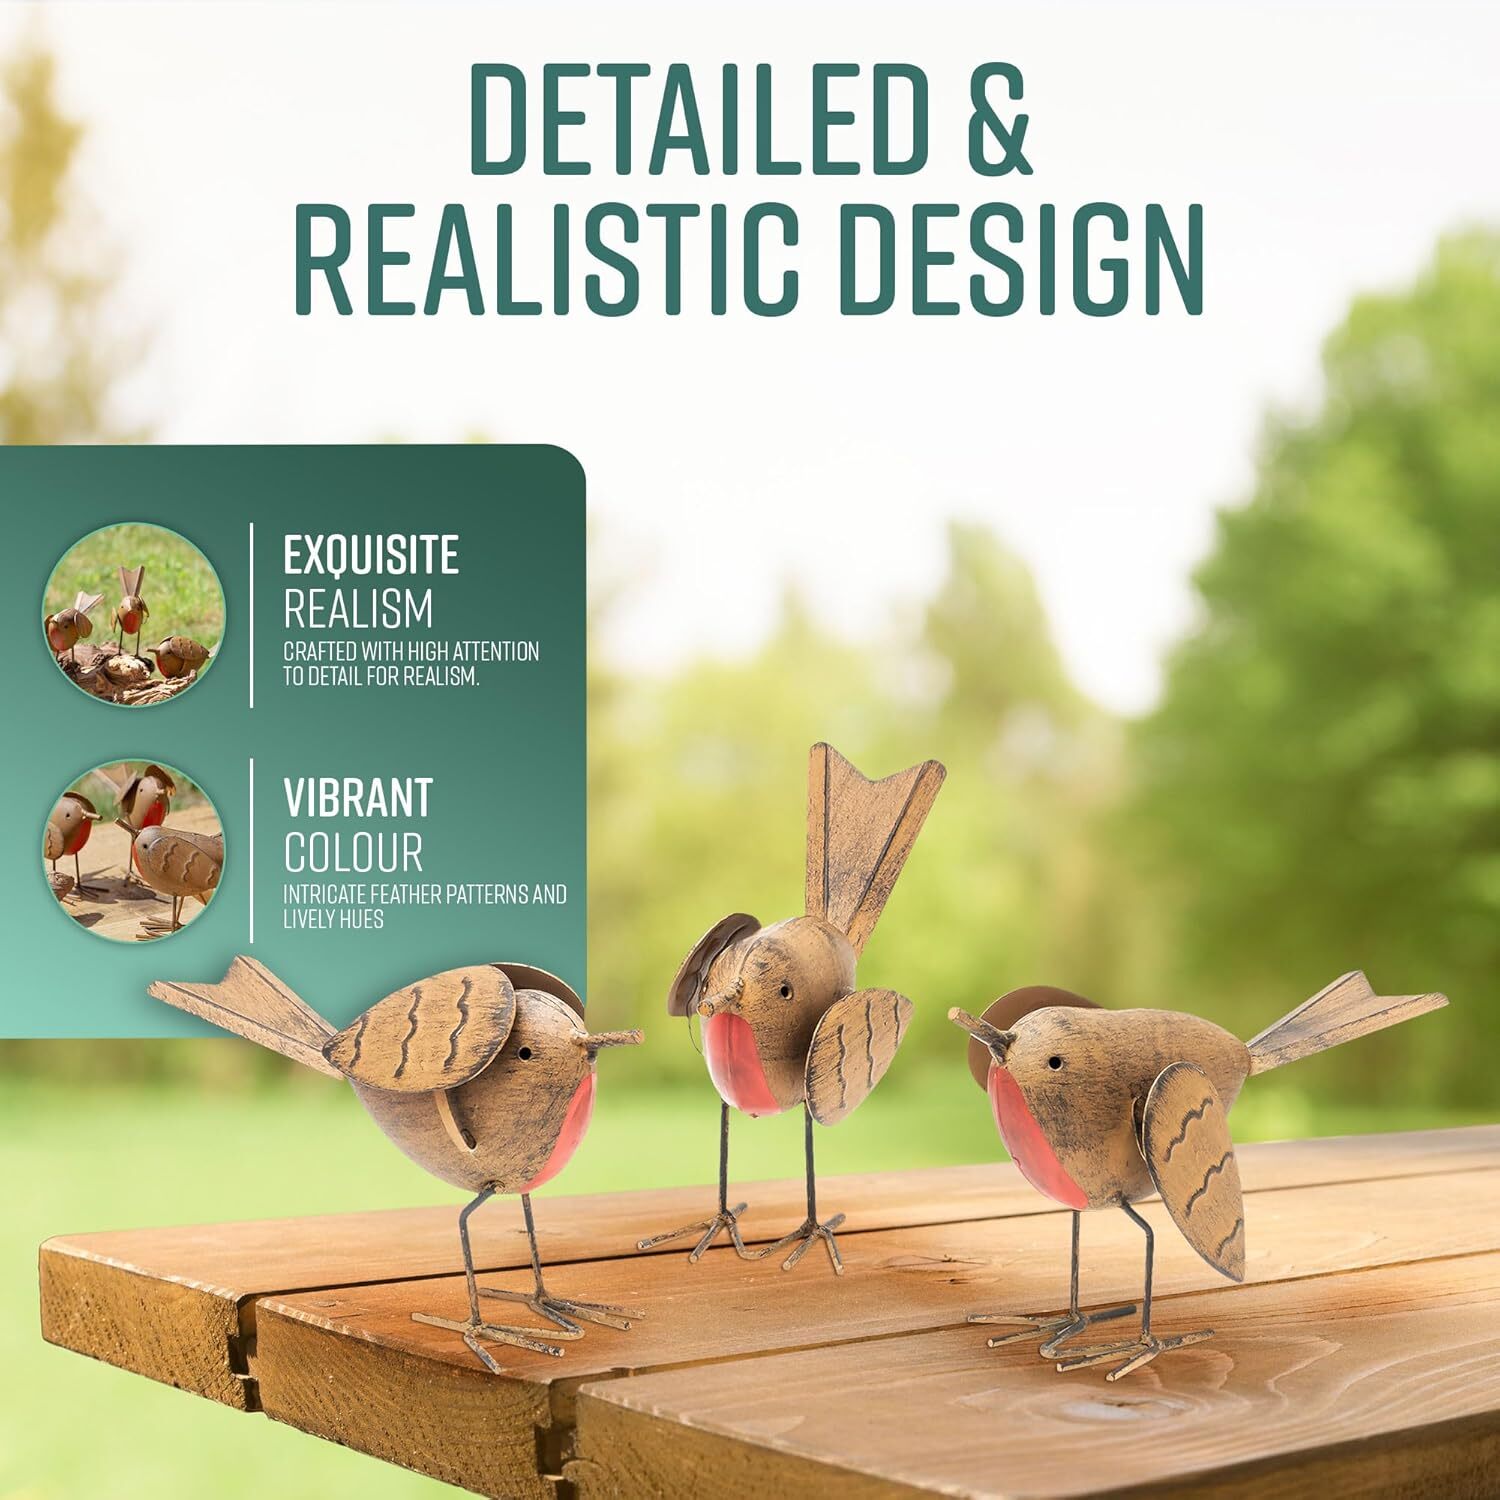 DETAILED &
REALISTIC DESIGN
EXQUISITE
REALISM
CRAFTED WITH HIGH ATTENTION
TO DETAIL FOR REALISM.
VIBRANT
COLOUR
INTRICATE FEATHER PATTERNS AND
LIVELY HUES